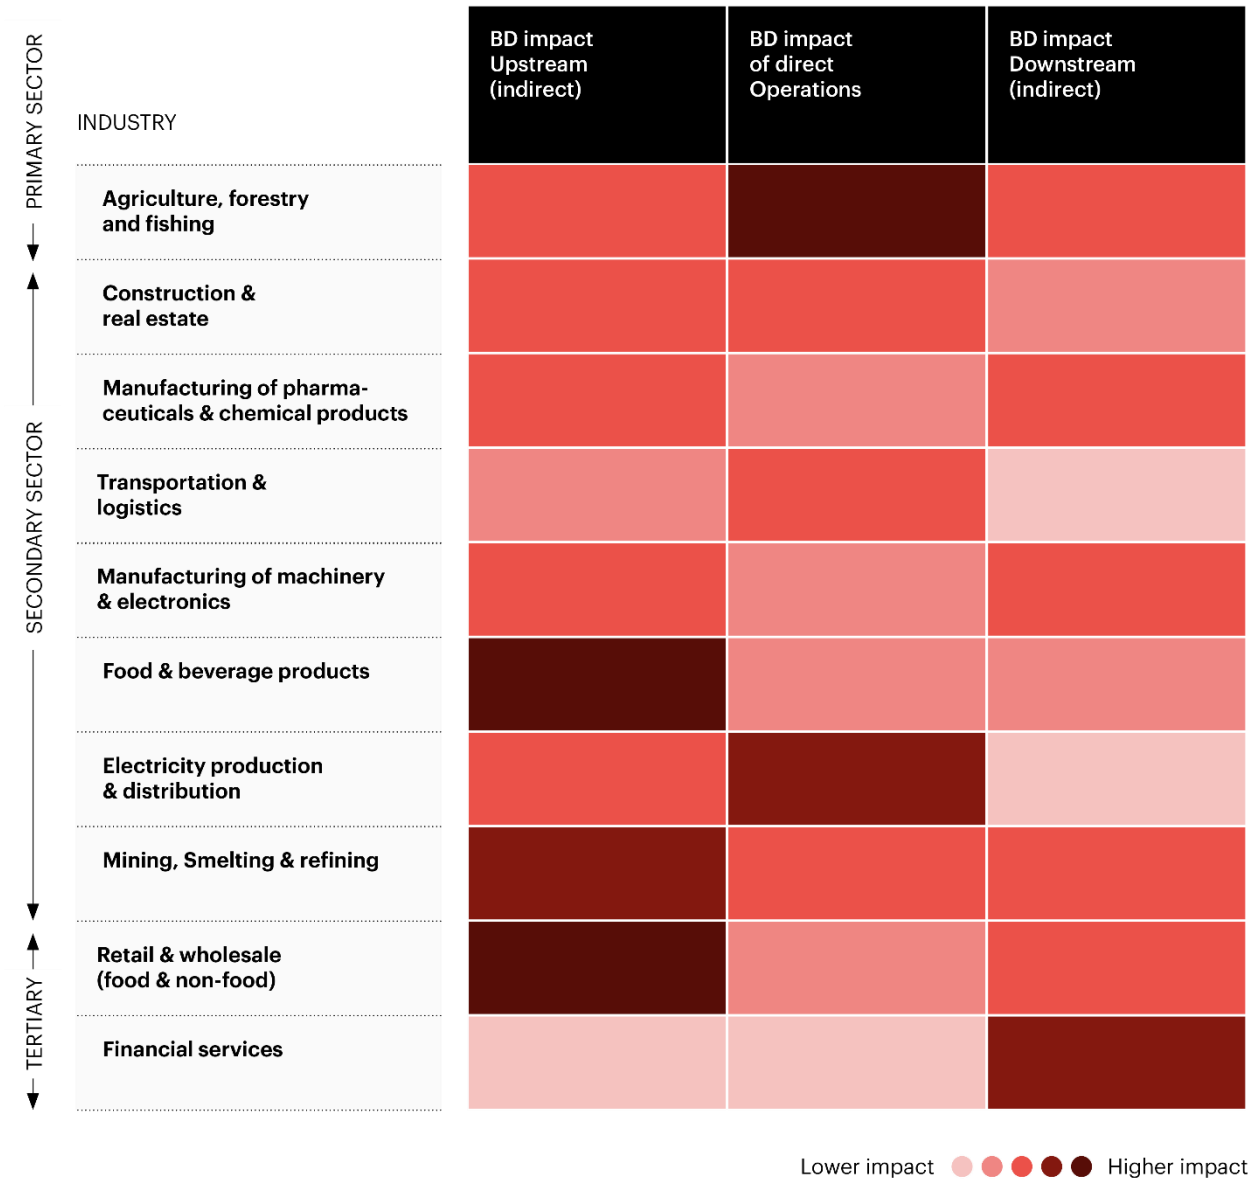 PRIMARY SECTOR
INDUSTRY
BD impact
Upstream
(indirect)
BD impact
of direct
Operations
BD impact
Downstream
(indirect)
Agriculture, forestry
and fishing
SECONDARY SECTOR
Construction &
real estate
Manufacturing of pharma-
ceuticals & chemical products
Transportation &
logistics
Manufacturing of machinery
& electronics
Food & beverage products
Electricity production
& distribution
Mining, Smelting & refining
TERTIARY
Retail & wholesale
(food & non-food)
Financial services
Lower impact
Higher impact